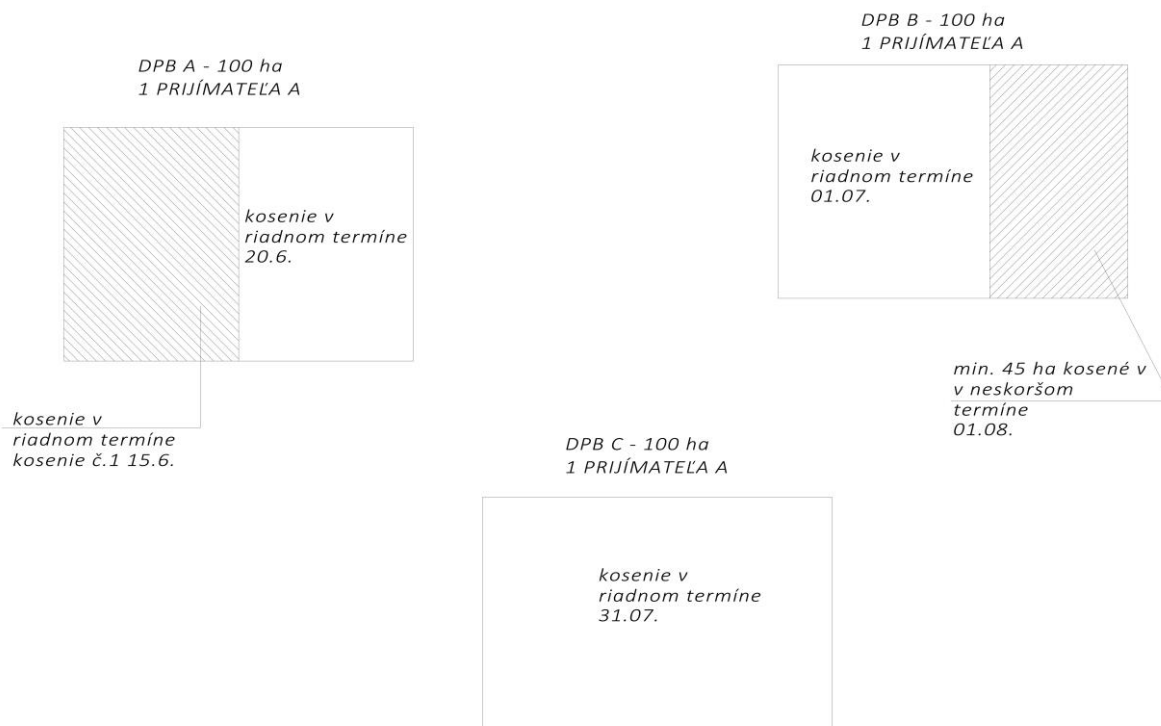 DPB A - 100 ha
1 PRIJÍMATEĽA A
kosenie v
riadnom termíne
20.6.
kosenie v
riadnom termíne
kosenie č.1 15.6.
DPB B - 100 ha
1 PRIJÍMATEĽA A
kosenie v
riadnom termíne
01.07.
min. 45 ha kosené v
v neskoršom
termíne
01.08.
DPB C - 100 ha
1 PRIJÍMATEĽA A
kosenie v
riadnom termíne
31.07.